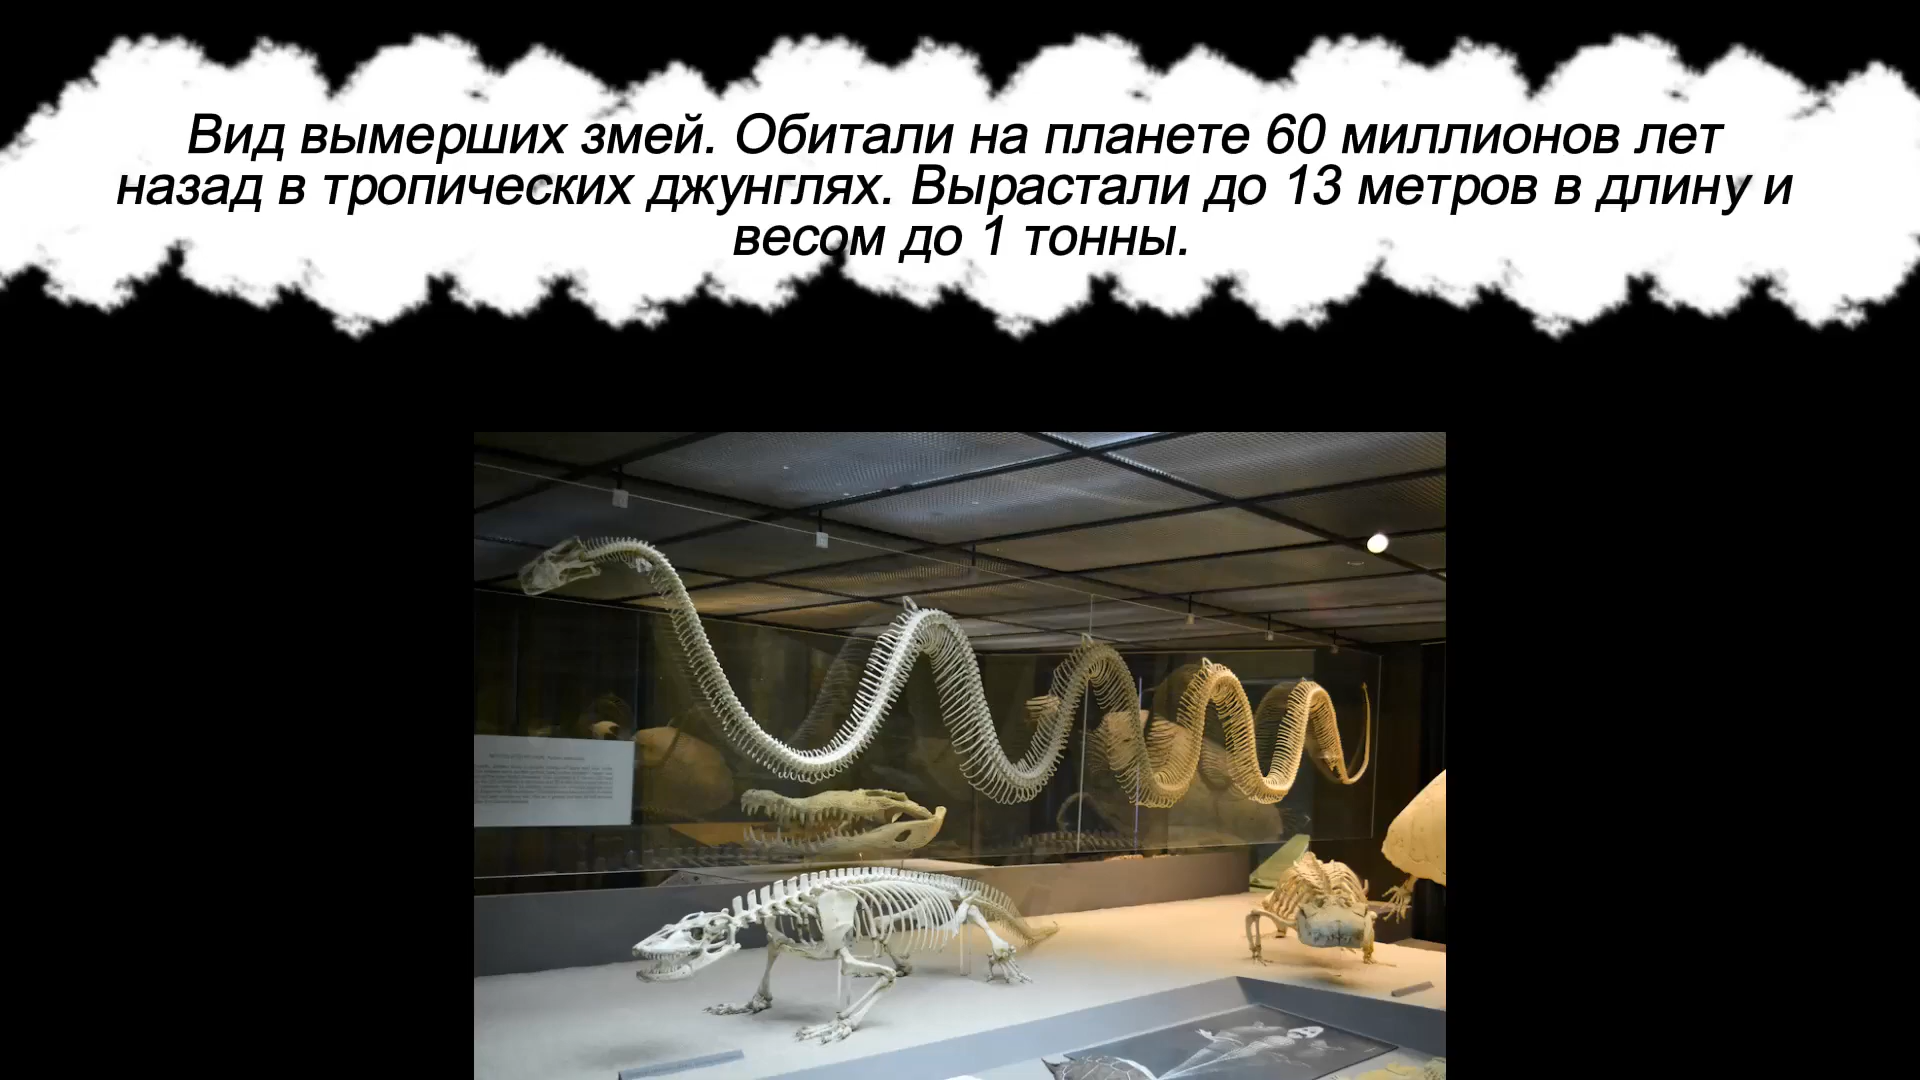 Вид вымерших змей. Обитали на планете 60 миллионов лет
назад в тропических джунглях. Вырастали до 13 метров в длину и
весом до 1 тонны.